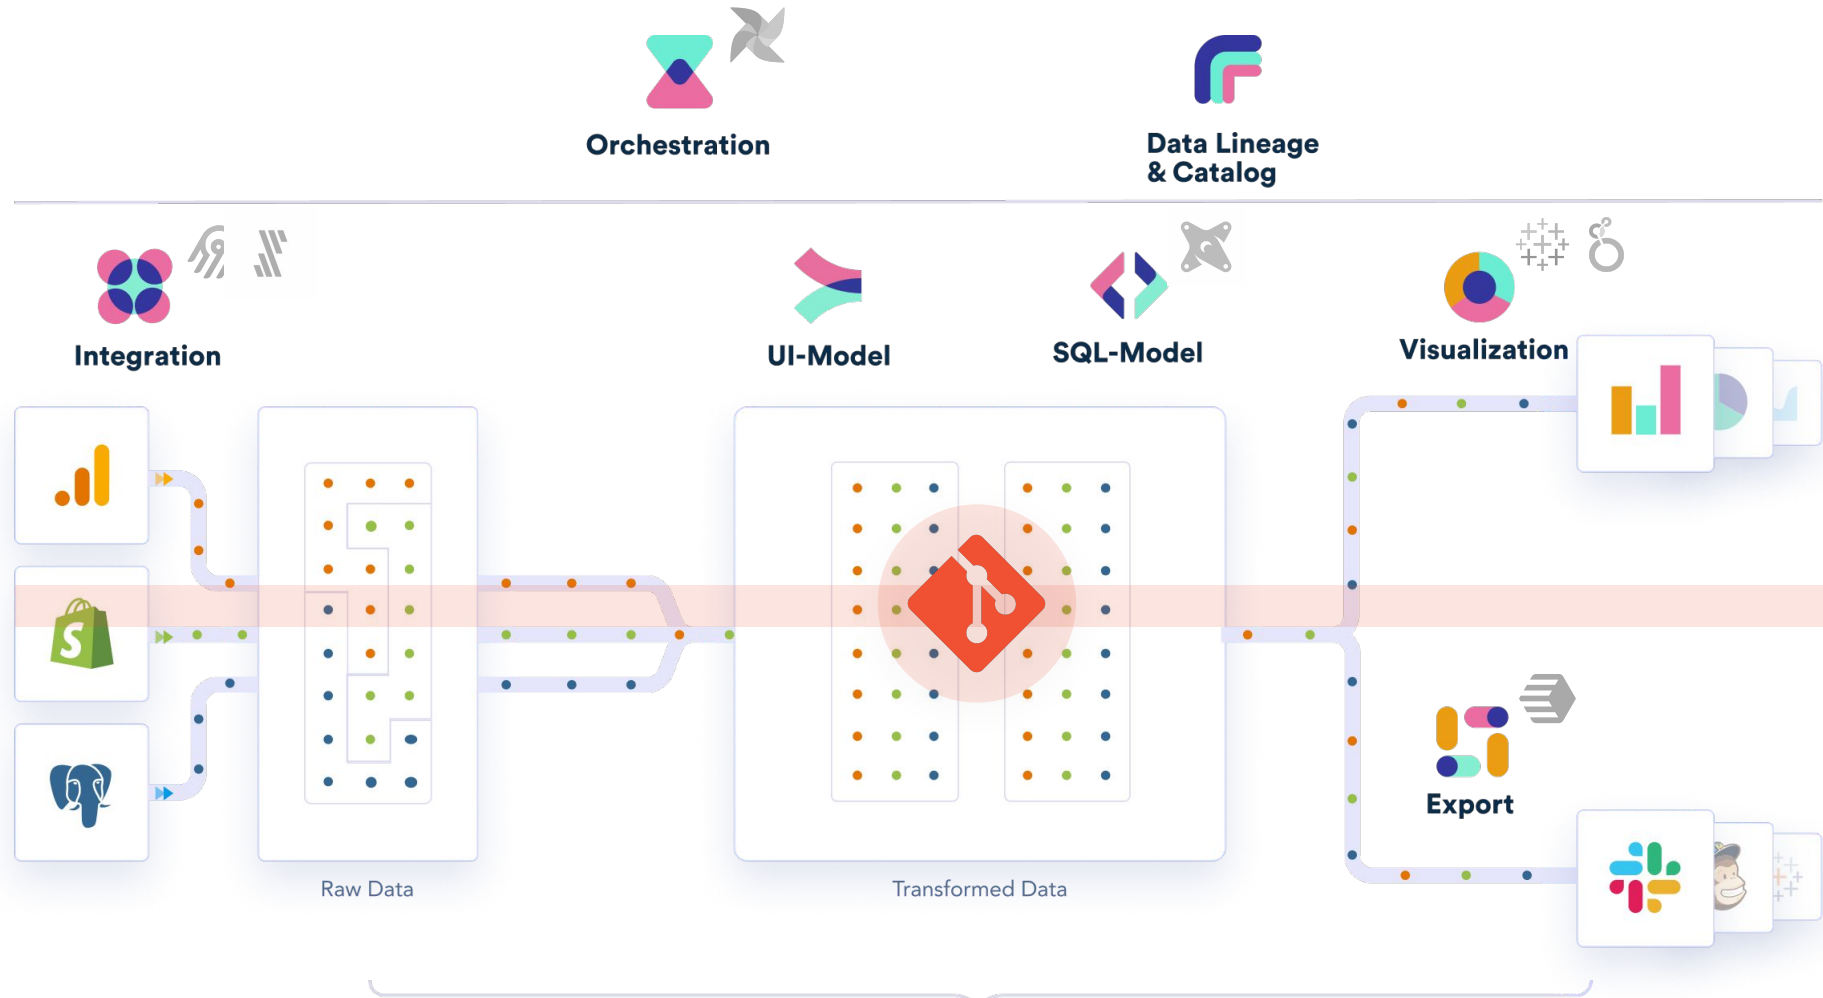 Orchestration
Data Lineage
& Catalog
Integration
UI-Model
SQL-Model
Visualization
Export
Raw Data
Transformed Data